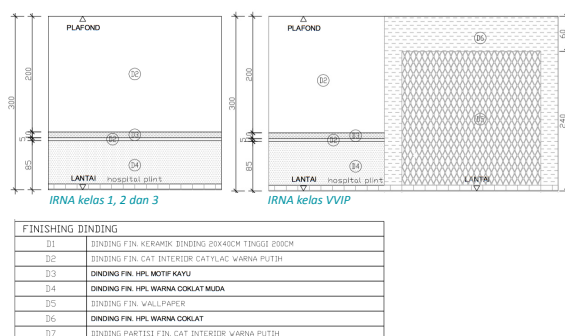 PLAFOND
D2
200
300
D3
D2
5
10
85
D4
LANTAI hospital plint
IRNA kelas 1, 2 dan 3
PLAFOND
D6
60
D2
200
300
D3
D2
5
10
D5
240
85
D4
LANTAI hospital plint LANTAI
IRNA kelas VVIP
FINISHING DINDING
D1 DINDING FIN. KERAMIK DINDING 20X40CM TINGGI 200CM
D2 DINDING FIN. CAT INTERIOR CATYLAC WARNA PUTIH
D3 DINDING FIN. HPL MOTIF KAYU
D4 DINDING FIN. HPL WARNA COKLAT MUDA
D5 DINDING FIN. WALLPAPER
D6 DINDING FIN. HPL WARNA COKLAT
D7 DINDING PARTISI FIN. CAT INTERIOR WARNA PUTIH